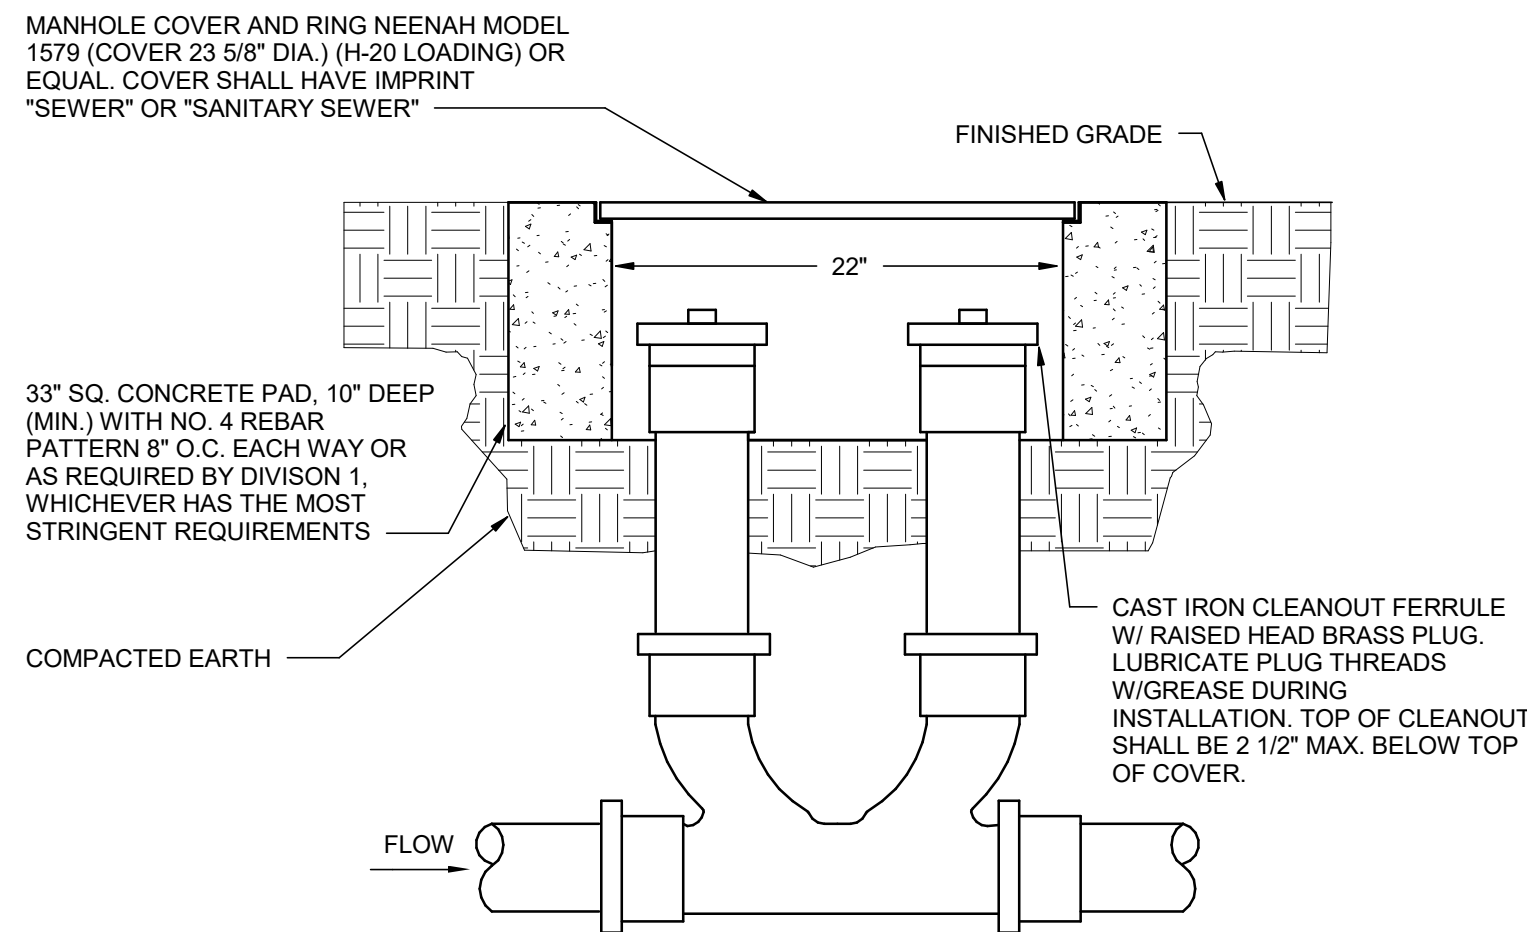 MANHOLE COVER AND RING NEENAH MODEL
1579 (COVER 23 5/8" DIA.) (H-20 LOADING) OR
EQUAL. COVER SHALL HAVE IMPRINT
"SEWER" OR "SANITARY SEWER"
FINISHED GRADE
22"
33" SQ. CONCRETE PAD, 10" DEEP
(MIN.) WITH NO. 4 REBAR
PATTERN 8" O.C. EACH WAY OR
AS REQUIRED BY DIVISON 1,
WHICHEVER HAS THE MOST
STRINGENT REQUIREMENTS
COMPACTED EARTH
CAST IRON CLEANOUT FERRULE
W/ RAISED HEAD BRASS PLUG.
LUBRICATE PLUG THREADS
W/GREASE DURING
INSTALLATION. TOP OF CLEANOUT
SHALL BE 2 1/2" MAX. BELOW TOP
OF COVER.
FLOW